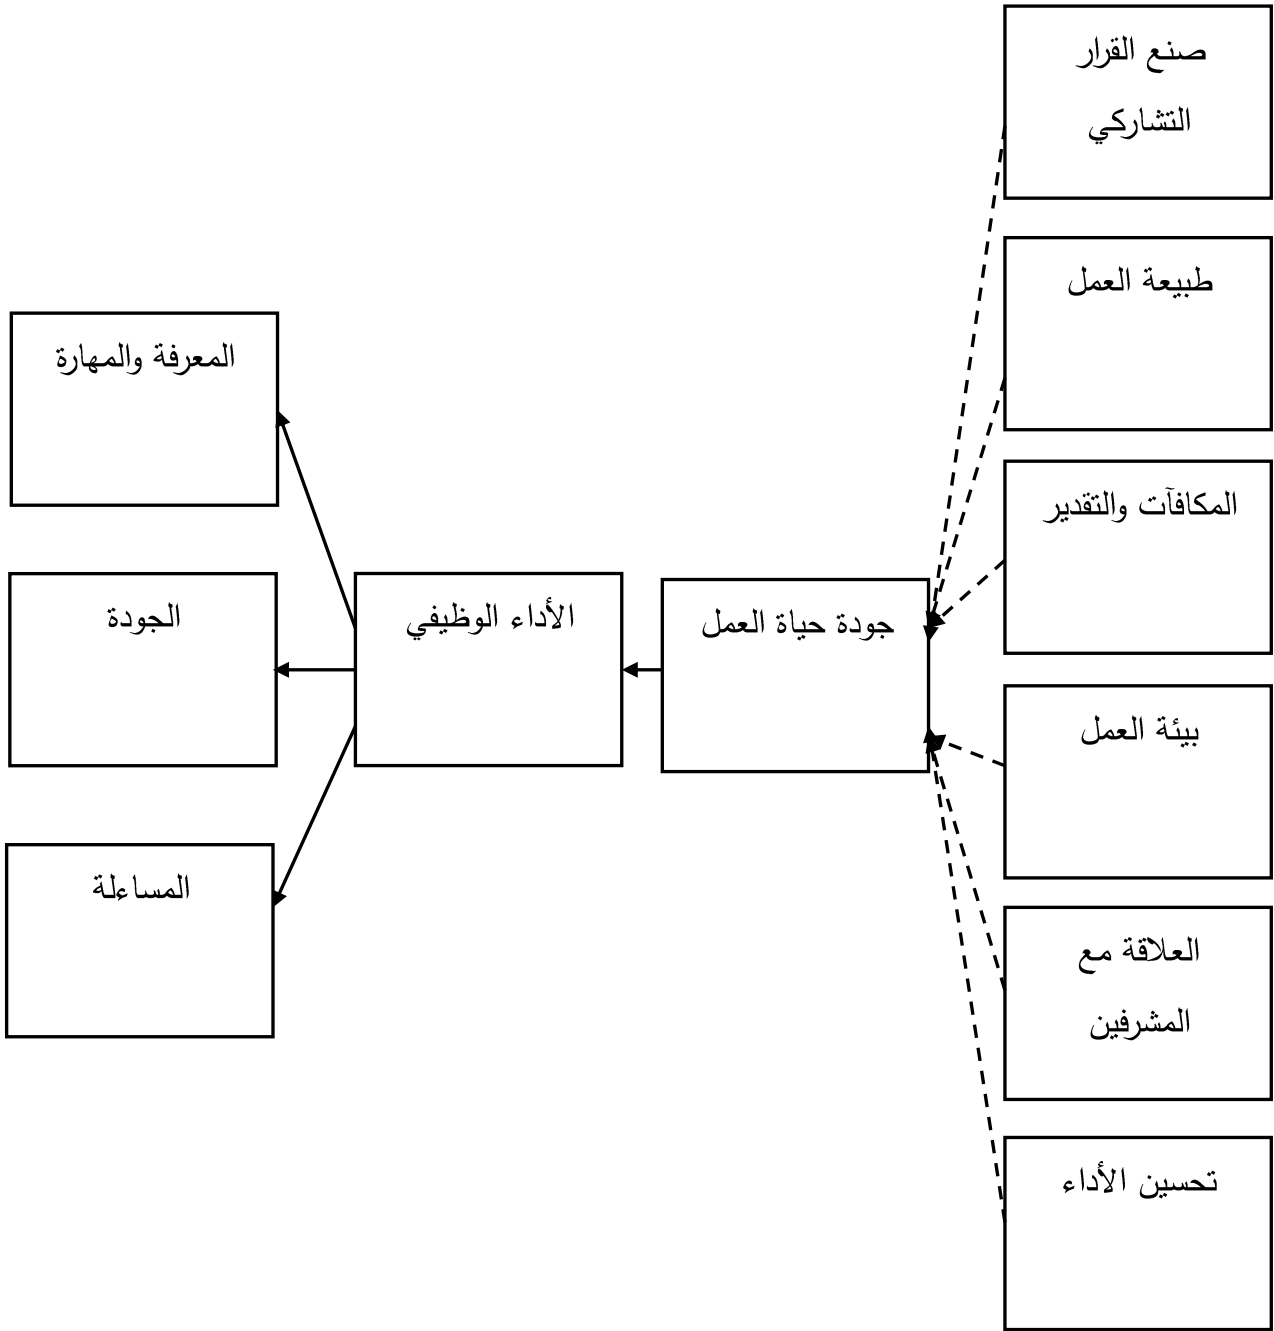 صنع القرار
التشاركي
طبيعة العمل
المكافآت والتقدير
بيئة العمل
العلاقة مع
المشرفين
تحسين الأداء
جودة حياة العمل
الأداء الوظيفي
المعرفة والمهارة
الجودة
المساءلة